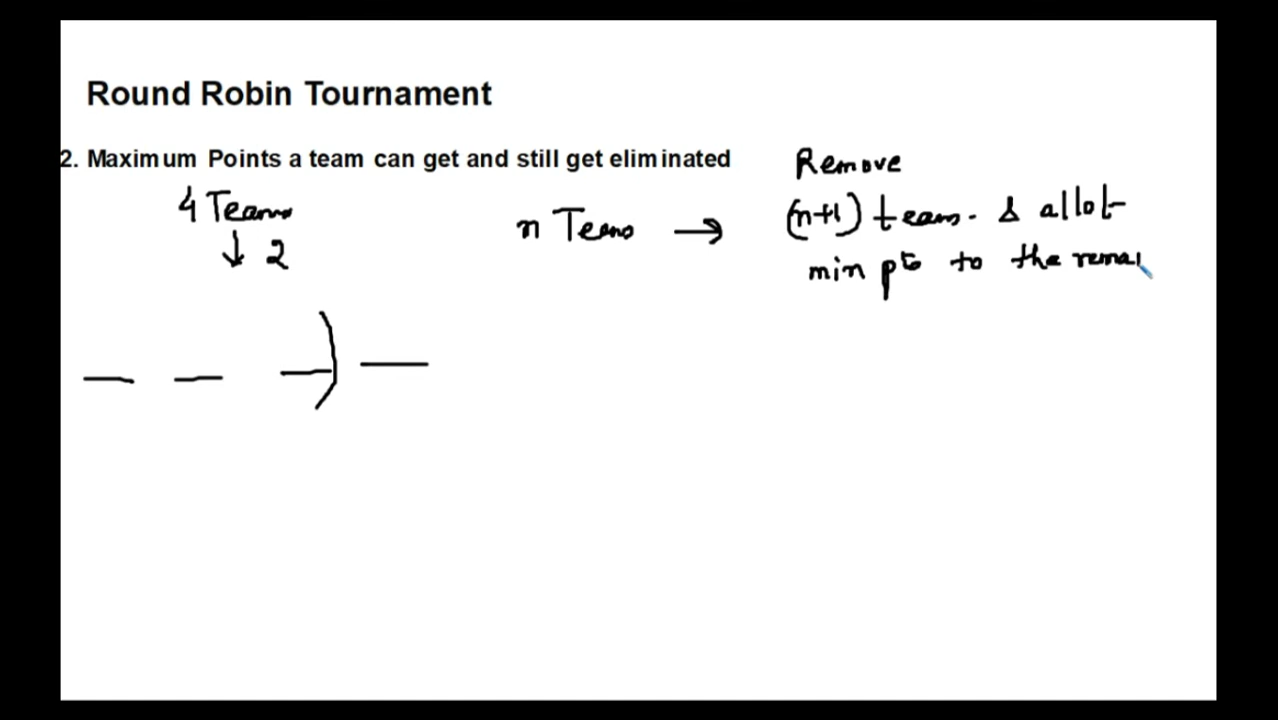 Round Robin Tournament
2. Maximum Points a team can get and still get eliminated
4 Teams
↓ 2
n Teams →
Remove
(n+1) teams. & allot
min pts to the remai